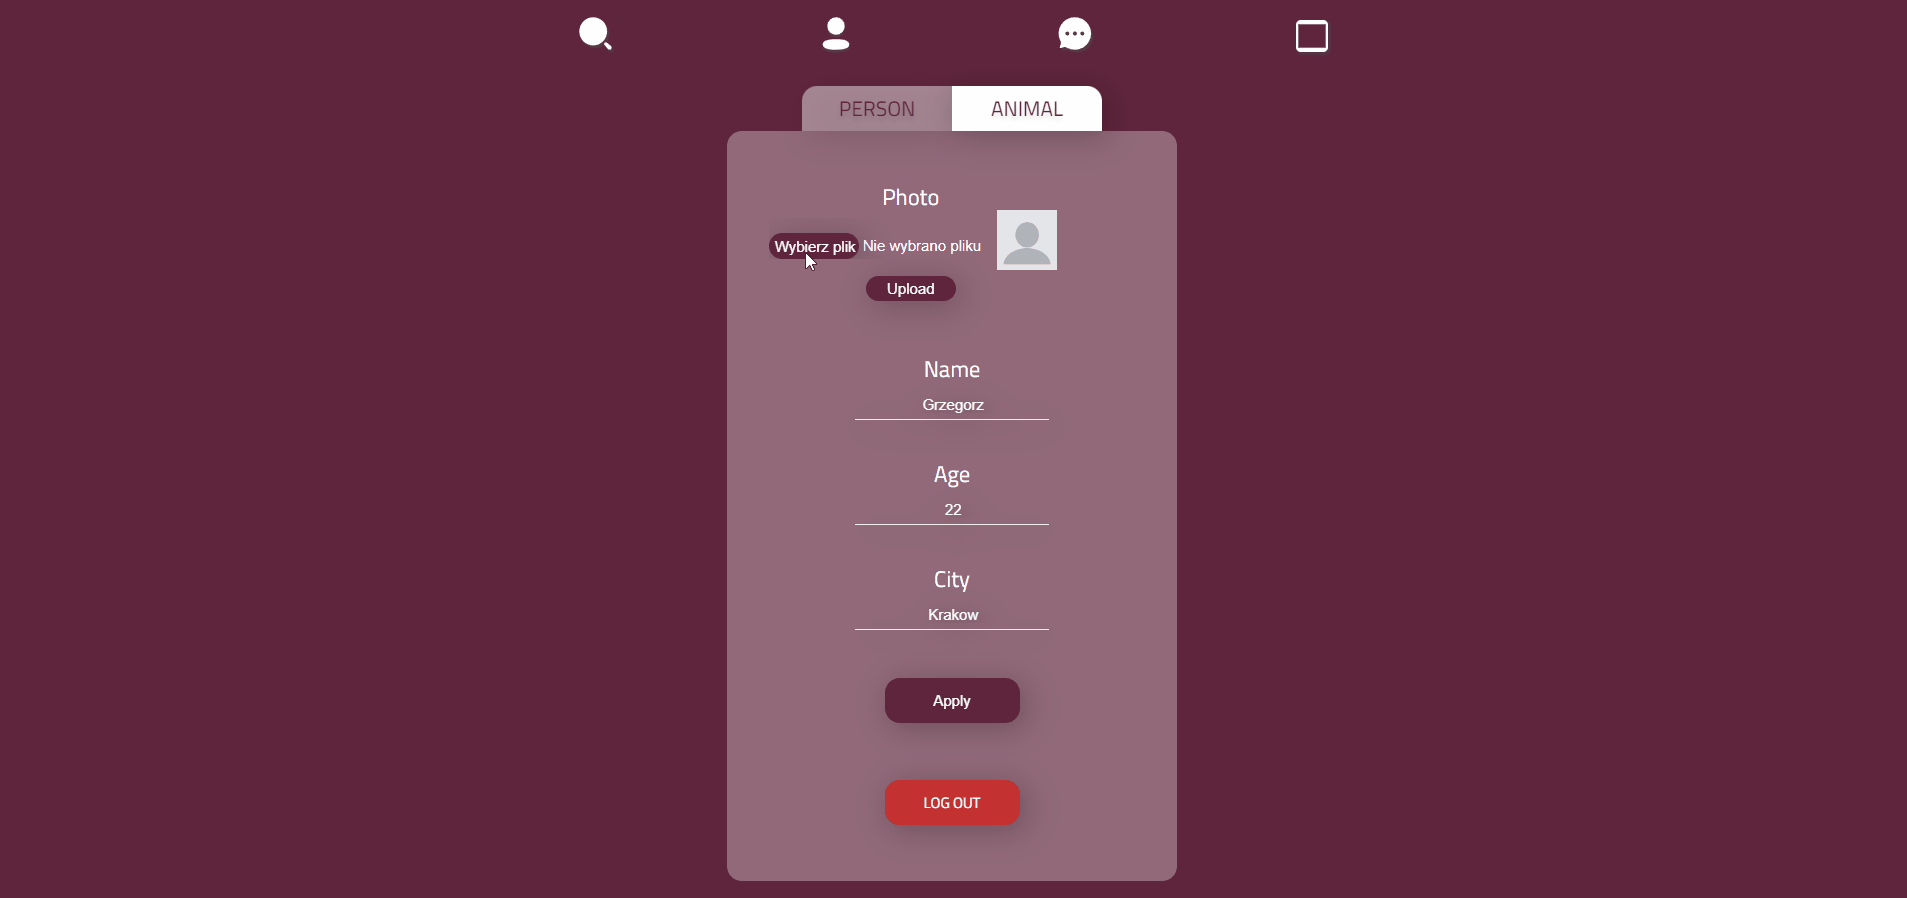 PERSON ANIMAL
Photo
Wybierz plik Nie wybrano pliku
Upload
Name
Grzegorz
Age
22
City
Krakow
Apply
LOG OUT